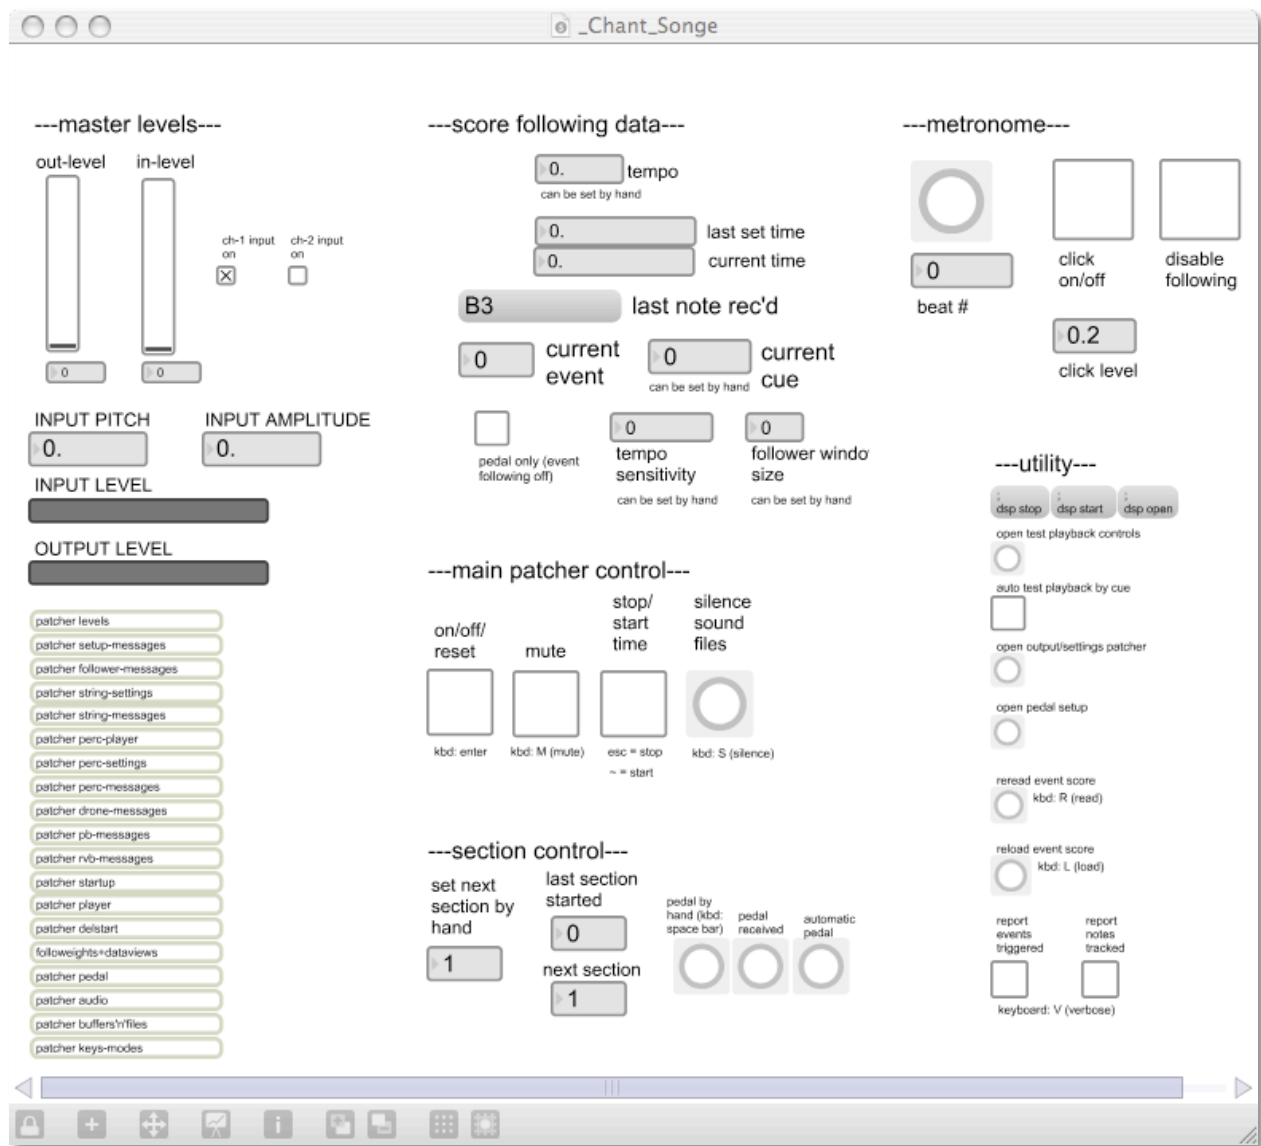 _Chant_Songe
---master levels---
out-level
in-level
ch-1 input
on
ch-2 input
on
0
0
INPUT PITCH
INPUT AMPLITUDE
0.
0.
INPUT LEVEL
OUTPUT LEVEL
patcher levels
patcher setup-messages
patcher follower-messages
patcher string-settings
patcher string-messages
patcher perc-player
patcher perc-settings
patcher perc-messages
patcher drone-messages
patcher pb-messages
patcher rvb-messages
patcher startup
patcher player
patcher delstart
followeights+dataviews
patcher pedal
patcher audio
patcher buffers'n'files
patcher keys-modes
---score following data---
0.
tempo
can be set by hand
0.
last set time
0.
current time
B3
last note rec'd
0
current
event
0
current
cue
can be set by hand
pedal only (event
following off)
0
tempo
sensitivity
can be set by hand
0
follower windo
size
can be set by hand
---main patcher control---
on/off/
reset
kbd: enter
mute
kbd: M (mute)
stop/
start
time
esc = stop
~ = start
silence
sound
files
kbd: S (silence)
---section control---
set next
section by
hand
1
last section
started
0
next section
1
pedal by
hand (kbd:
space bar)
pedal
received
automatic
pedal
---metronome---
0
beat #
click
on/off
disable
following
0.2
click level
---utility---
;
dsp stop
;
dsp start
;
dsp open
open test playback controls
auto test playback by cue
open output/settings patcher
open pedal setup
reread event score
kbd: R (read)
reload event score
kbd: L (load)
report
events
triggered
report
notes
tracked
keyboard: V (verbose)